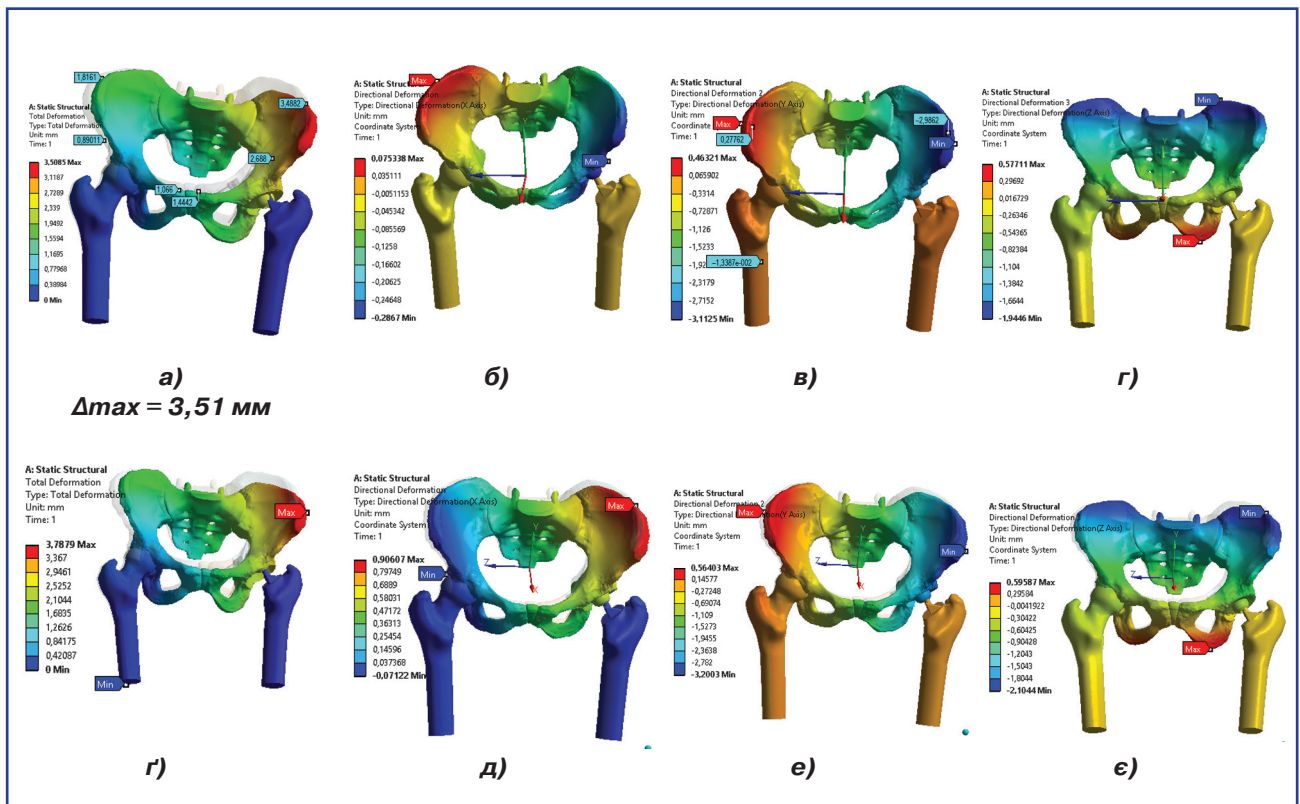 A: Static Structural
Total Deformation
Type: Total Deformation
Unit: mm
Time: 1
3,5085 Max
3,1187
2,7289
2,339
1,9492
1,5594
1,1695
0,77968
0,38984
0 Min
1,8161
0,89011
3,4882
2,688
1,066
1,4442
а)
Δmax = 3,51 мм
A: Static Structural
Directional Deformation
Type: Directional Deformation(X Axis)
Unit: mm
Coordinate System
Time: 1
0,075338 Max
0,035111
-0,0051153
-0,045342
-0,085569
-0,1258
-0,16602
-0,20625
-0,24648
-0,2867 Min
Max
Min
б)
A: Static Structural
Directional Deformation 2
Type: Directional Deformation(Y Axis)
Unit: mm
Coordinate
Time: 1
0,46321 Max
0,065902
-0,3314
-0,72871
-1,126
-1,5233
-1,92
-2,3179
-2,7152
-3,1125 Min
Max
0,27762
-2,9862
Min
-1,3387e-002
в)
A: Static Structural
Directional Deformation 3
Type: Directional Deformation(Z Axis)
Unit: mm
Coordinate System
Time: 1
0,57711 Max
0,29692
0,016729
-0,26346
-0,54365
-0,82384
-1,104
-1,3842
-1,6644
-1,9446 Min
Min
Max
г)
A: Static Structural
Total Deformation
Type: Total Deformation
Unit: mm
Time: 1
3,7879 Max
3,367
2,9461
2,5252
2,1044
1,6835
1,2626
0,84175
0,42087
0 Min
Max
Min
ґ)
A: Static Structural
Directional Deformation
Type: Directional Deformation(X Axis)
Unit: mm
Coordinate System
Time: 1
0,90607 Max
0,79749
0,6889
0,58031
0,47172
0,36313
0,25454
0,14596
0,037368
-0,07122 Min
Max
Min
Y
Z
X
д)
A: Static Structural
Directional Deformation 2
Type: Directional Deformation(Y Axis)
Unit: mm
Coordinate System
Time: 1
0,56403 Max
0,14577
-0,27248
-0,69074
-1,109
-1,5273
-1,9455
-2,3638
-2,782
-3,2003 Min
Max
Min
Y
Z
X
е)
A: Static Structural
Directional Deformation
Type: Directional Deformation(Z Axis)
Unit: mm
Coordinate System
Time: 1
0,59587 Max
0,29584
-0,0041922
-0,30422
-0,60425
-0,90428
-1,2043
-1,5043
-1,8044
-2,1044 Min
Min
Max
Y
Z
є)